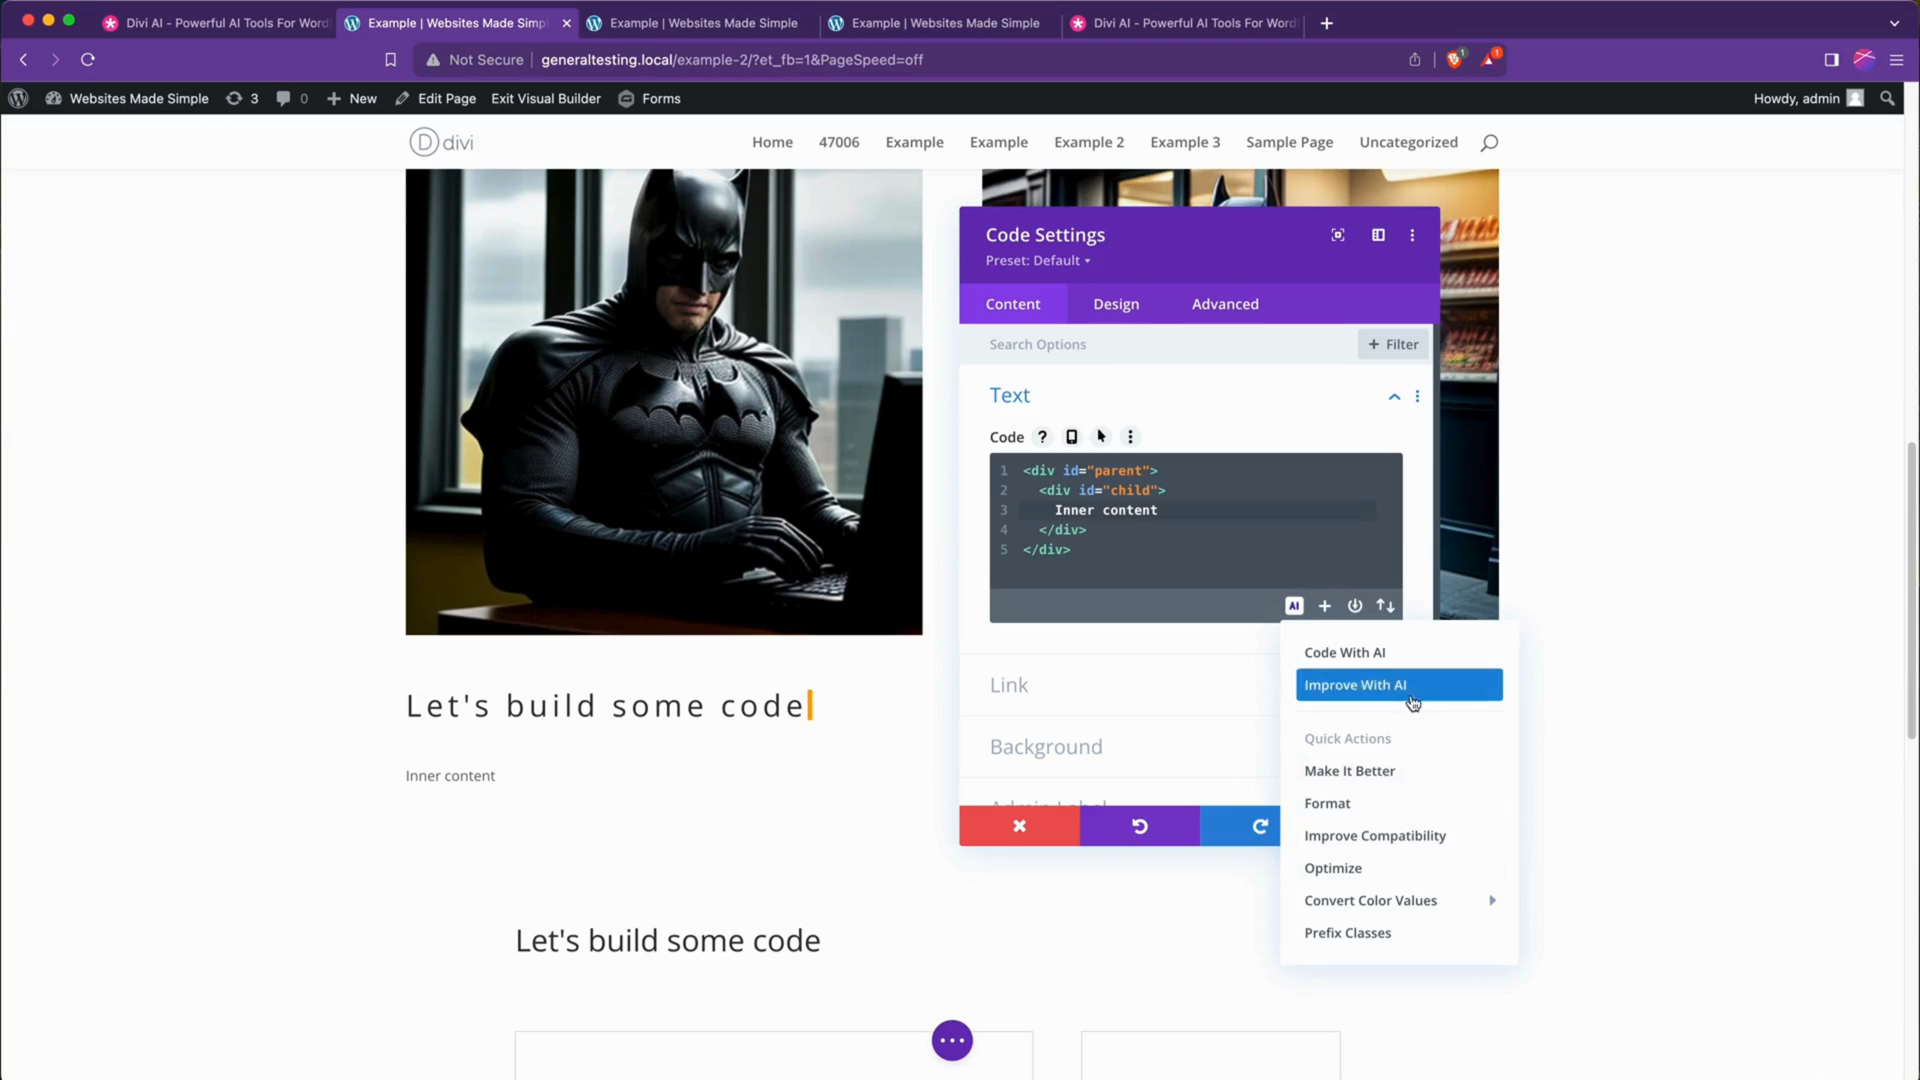 Divi AI - Powerful AI Tools For Word
Example | Websites Made Simpl
Example | Websites Made Simple
Example | Websites Made Simple
Divi AI - Powerful AI Tools For Word
Not Secure
generaltesting.local/example-2/?et_fb=1&PageSpeed=off
1
1
Websites Made Simple
3
0
New
Edit Page
Exit Visual Builder
Forms
Howdy, admin
D divi
Home
47006
Example
Example
Example 2
Example 3
Sample Page
Uncategorized
Code Settings
Preset: Default
Content
Design
Advanced
Search Options
+ Filter
Text
Code ?
1 <div id="parent">
2 <div id="child">
3 Inner content
4 </div>
5 </div>
AI
Code With AI
Improve With AI
Quick Actions
Make It Better
Format
Improve Compatibility
Optimize
Convert Color Values
Prefix Classes
Link
Background
Admin Label
Let's build some code
Inner content
Let's build some code